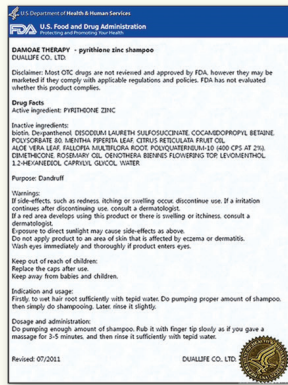 U.S. Department of Health & Human Services
FDA U.S. Food and Drug Administration
Protecting and Promoting Your Health
DAMOAE THERAPY - pyrithione zinc shampoo
DUALLIFE CO., LTD.
Disclaimer: Most OTC drugs are not reviewed and approved by FDA, however they may be
marketed if they comply with applicable regulations and policies. FDA has not evaluated
whether this product complies.
Drug Facts
Active ingredient: PYRITHIONE ZINC
Inactive ingredients:
biotin, Dexpanthenol, DISODIUM LAURETH SULFOSUCCINATE, COCAMIDOPROPYL BETAINE,
POLYSORBATE 80, MENTHA PIPERITA LEAF, CITRUS RETICULATA FRUIT OIL,
ALOE VERA LEAF, FALLOPIA MULTIFLORA ROOT, POLYQUATERNIUM-10 (400 CPS AT 2%),
DIMETHICONE, ROSEMARY OIL, OENOTHERA BIENNIS FLOWERING TOP, LEVOMENTHOL,
1,2-HEXANEDIOL, CAPRYLYL GLYCOL, WATER
Purpose: Dandruff
Warnings:
If side-effects, such as redness, itching or swelling occur, discontinue use. If a irritation
continues after discontinuing use, consult a dermatologist.
If a red area develops using this product or there is swelling or itchiness, consult a
dermatologist.
Exposure to direct sunlight may cause side-effects as above.
Do not apply product to an area of skin that is affected by eczema or dermatitis.
Wash eyes immediately and thoroughly if product enters eyes.
Keep out of reach of children:
Replace the caps after use.
Keep away from babies and children.
Indication and usage:
Firstly, to wet hair root sufficiently with tepid water. Do pumping proper amount of shampoo,
then simply do shampooing. Later, rinse it slightly.
Dosage and administration:
Do pumping enough amount of shampoo. Rub it with finger tip slowly as if you gave a
massage for 3-5 minutes, and then rinse it sufficiently with tepid water.
Revised: 07/2011 DUALLIFE CO., LTD.